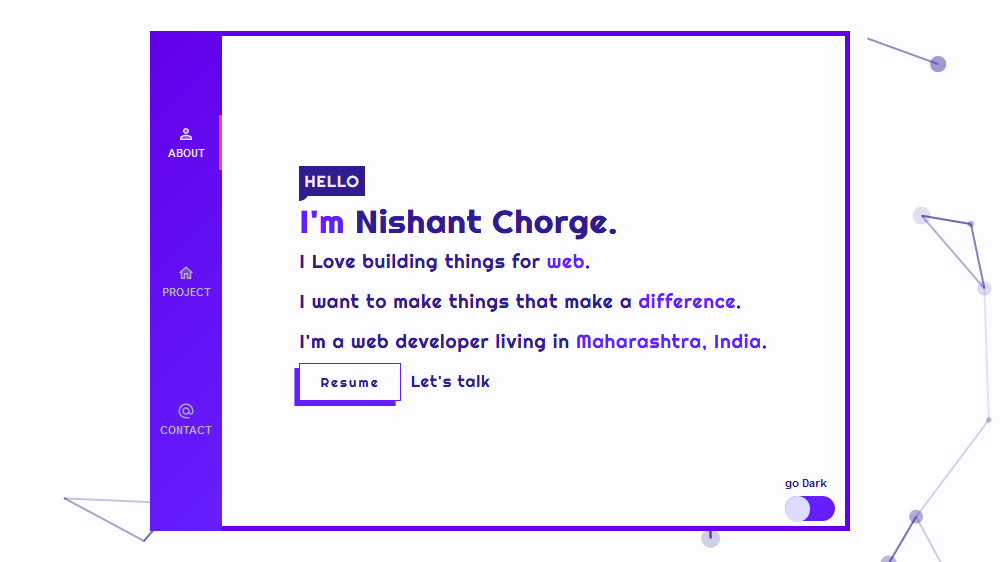 ABOUT
PROJECT
CONTACT
HELLO
I'm Nishant Chorge.
I Love building things for web.
I want to make things that make a difference.
I'm a web developer living in Maharashtra, India.
Resume Let's talk
go Dark